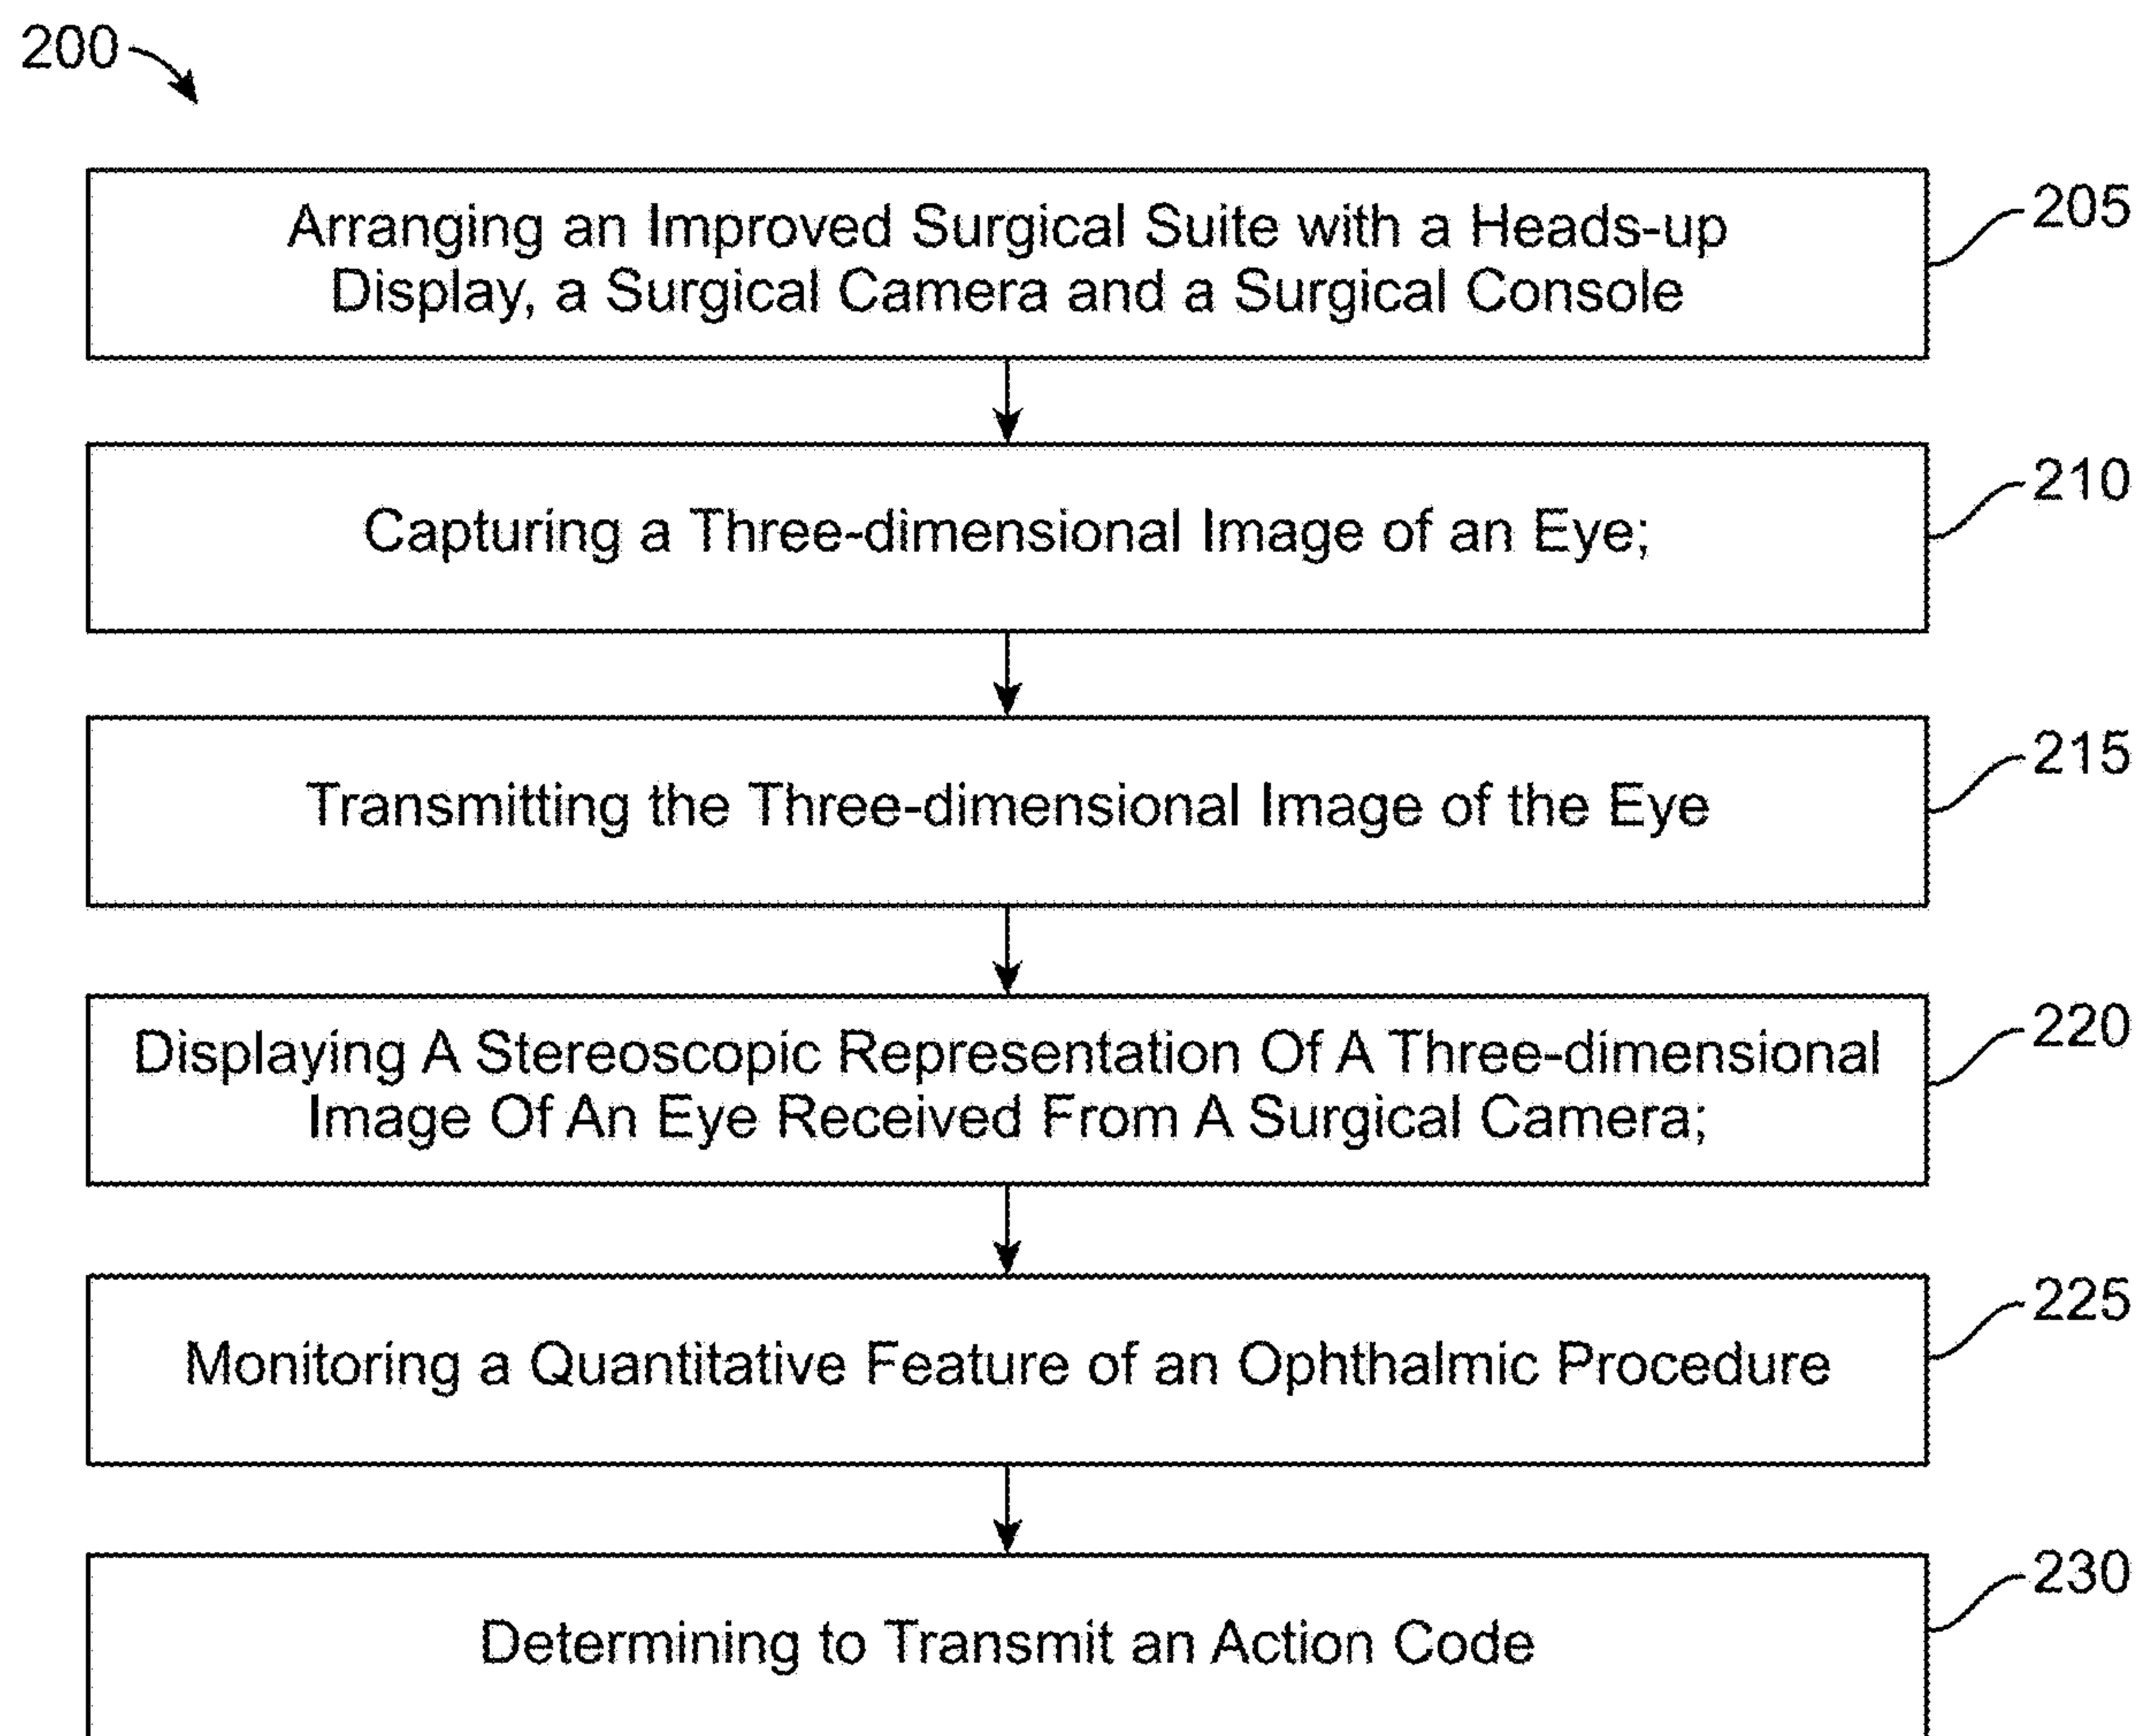 200
Arranging an Improved Surgical Suite with a Heads-up
Display, a Surgical Camera and a Surgical Console
205
Capturing a Three-dimensional Image of an Eye;
210
Transmitting the Three-dimensional Image of the Eye
215
Displaying A Stereoscopic Representation Of A Three-dimensional
Image Of An Eye Received From A Surgical Camera;
220
Monitoring a Quantitative Feature of an Ophthalmic Procedure
225
Determining to Transmit an Action Code
230